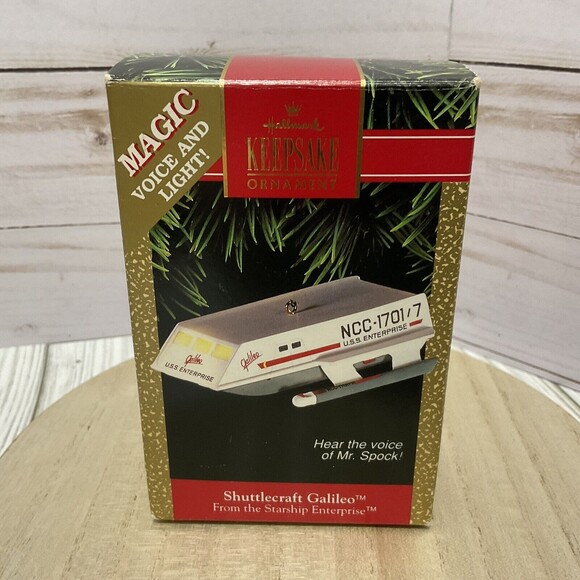 MAGIC
VOICE AND
LIGHT!
Hallmark
KEEPSAKE
ORNAMENT
NCC-1701/7
U.S.S. ENTERPRISE
Galileo
Galileo
U.S.S. ENTERPRISE
Hear the voice
of Mr. Spock!
Shuttlecraft Galileo™
From the Starship Enterprise™